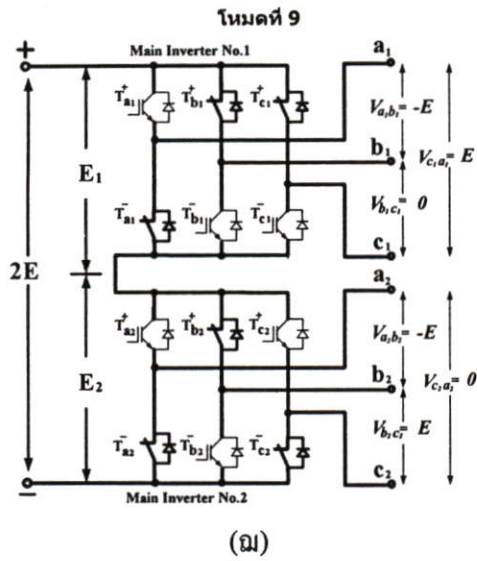 โหมดที่ 9
+
Main Inverter No.1
a₁
T⁺a₁ T⁺b₁ T⁺c₁
Va₁b₁= -E
E₁
b₁
Vc₁a₁= E
T⁻a₁ T⁻b₁ T⁻c₁
Vb₁c₁= 0
c₁
2E
a₂
T⁺a₂ T⁺b₂ T⁺c₂
Va₂b₂= -E
E₂
b₂
Vc₂a₂= 0
T⁻a₂ T⁻b₂ T⁻c₂
Vb₂c₂= E
−
Main Inverter No.2
c₂
(ฌ)